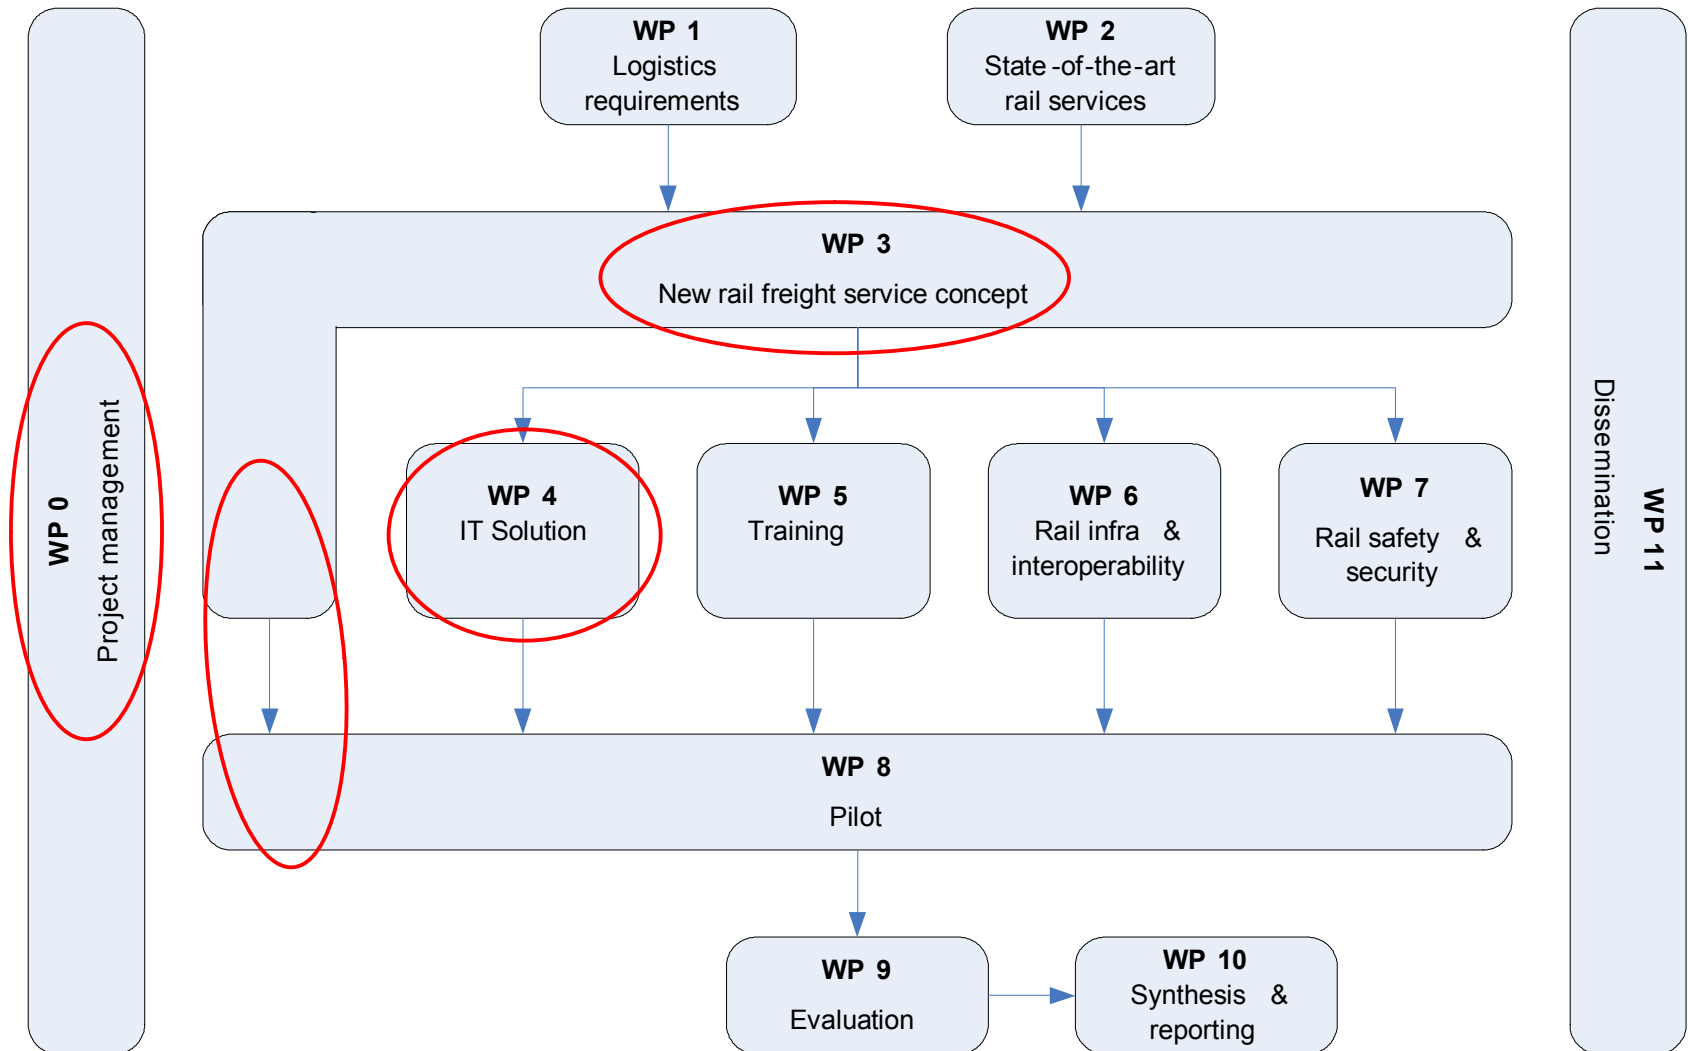 WP 1
Logistics
requirements
WP 2
State-of-the-art
rail services
WP 3
New rail freight service concept
WP 0
Project management
WP 4
IT Solution
WP 5
Training
WP 6
Rail infra &
interoperability
WP 7
Rail safety &
security
WP 11
Dissemination
WP 8
Pilot
WP 9
Evaluation
WP 10
Synthesis &
reporting